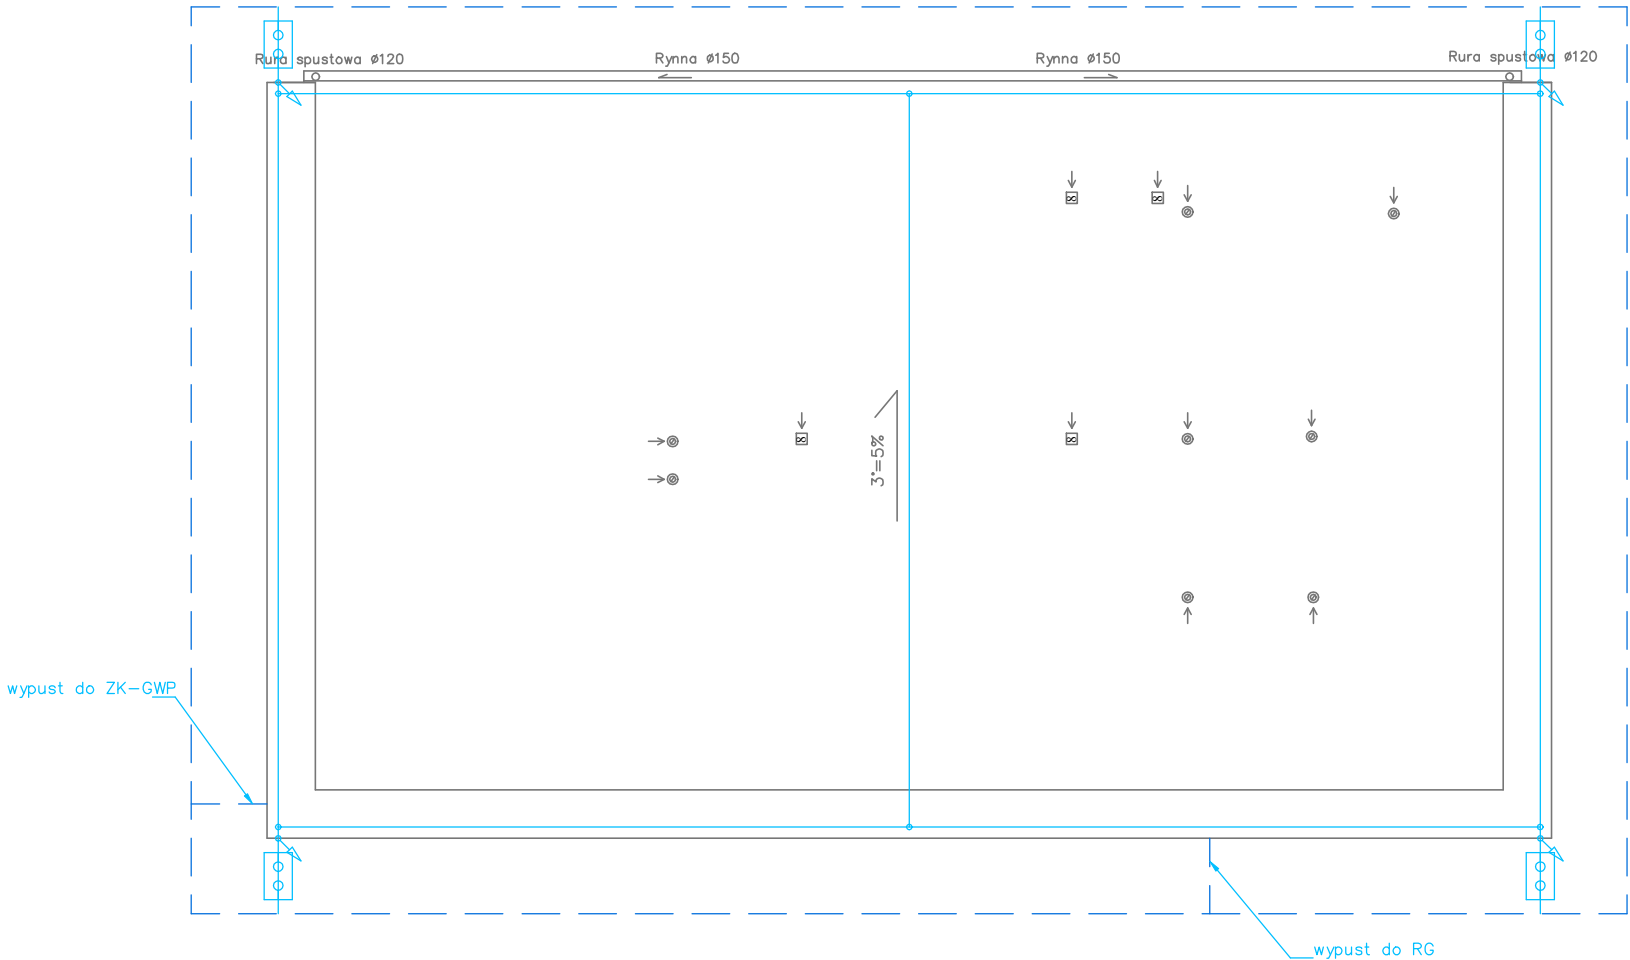 Rura spustowa ø120
Rynna ø150
Rynna ø150
Rura spustowa ø120
3°=5%
wypust do ZK-GWP
wypust do RG